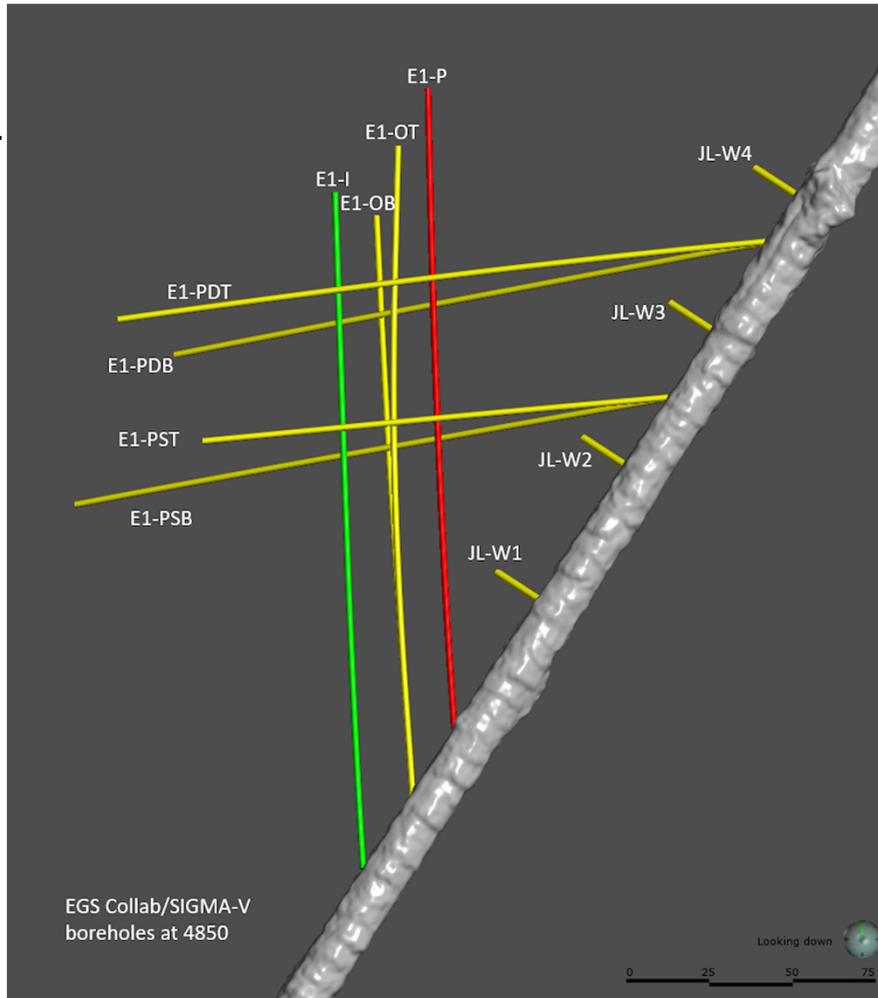 E1-P
E1-OT
JL-W4
E1-I
E1-OB
E1-PDT
JL-W3
E1-PDB
E1-PST
JL-W2
E1-PSB
JL-W1
EGS Collab/SIGMA-V
boreholes at 4850
Looking down
0 25 50 75